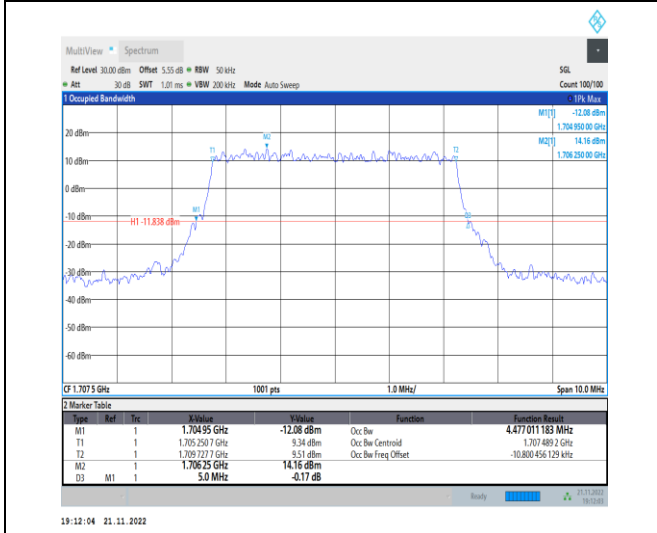 MultiView Spectrum
Ref Level 30.00 dBm Offset 5.55 dB RBW 50 kHz SGL
Att 30 dB SWT 1.01 ms VBW 200 kHz Mode Auto Sweep Count 100/100
1 Occupied Bandwidth 1Pk Max
M1[1] -12.08 dBm
1.704 950 00 GHz
M2[1] 14.16 dBm
1.706 250 00 GHz
20 dBm
M2
T1 T2
10 dBm
0 dBm
M1
-10 dBm
H1 -11.838 dBm
-30 dBm
-40 dBm
-50 dBm
-60 dBm
CF 1.707 5 GHz 1001 pts 1.0 MHz/ Span 10.0 MHz
2 Marker Table
Type Ref Trc X-Value Y-Value Function Function Result
M1 1 1.704 95 GHz -12.08 dBm Occ Bw 4.477 011 183 MHz
T1 1 1.705 250 7 GHz 9.34 dBm Occ Bw Centroid 1.707 489 2 GHz
T2 1 1.709 727 7 GHz 9.51 dBm Occ Bw Freq Offset -10.800 456 129 kHz
M2 1 1.706 25 GHz 14.16 dBm
D3 M1 1 5.0 MHz -0.17 dB
Ready 21.11.2022
19:12:03
19:12:04 21.11.2022